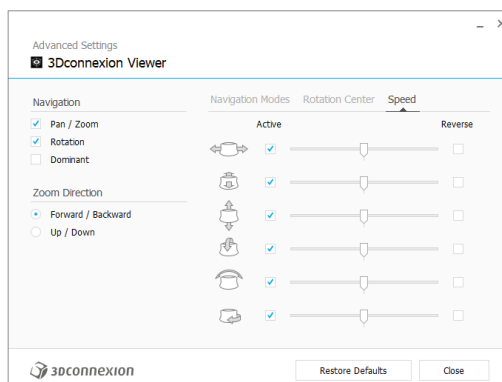 Advanced Settings
3Dconnexion Viewer
Navigation
Pan / Zoom
Rotation
Dominant
Zoom Direction
Forward / Backward
Up / Down
Navigation Modes Rotation Center Speed
Active Reverse
3Dconnexion
Restore Defaults Close